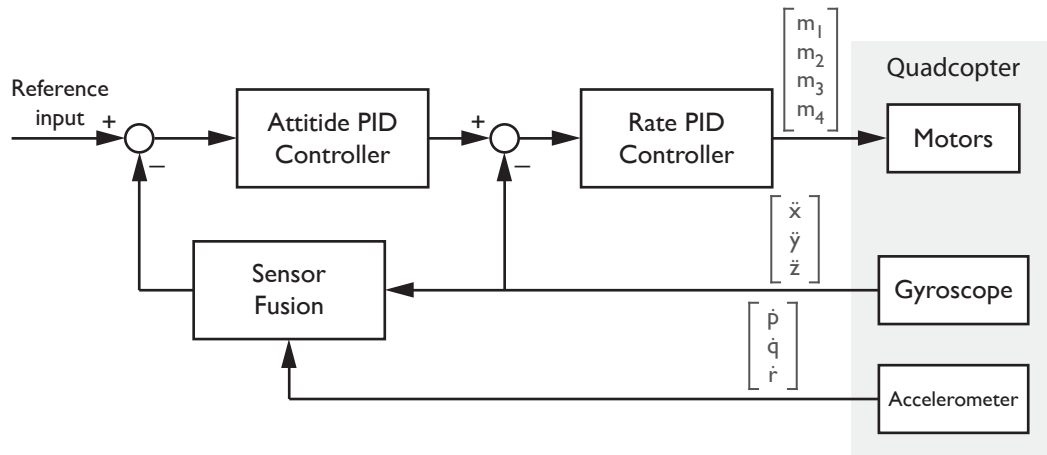 Reference
input
+
−
Attitide PID
Controller
+
−
Rate PID
Controller
m1
m2
m3
m4
Quadcopter
Motors
ẍ
ÿ
z̈
Sensor
Fusion
Gyroscope
ṗ
q̇
ṙ
Accelerometer